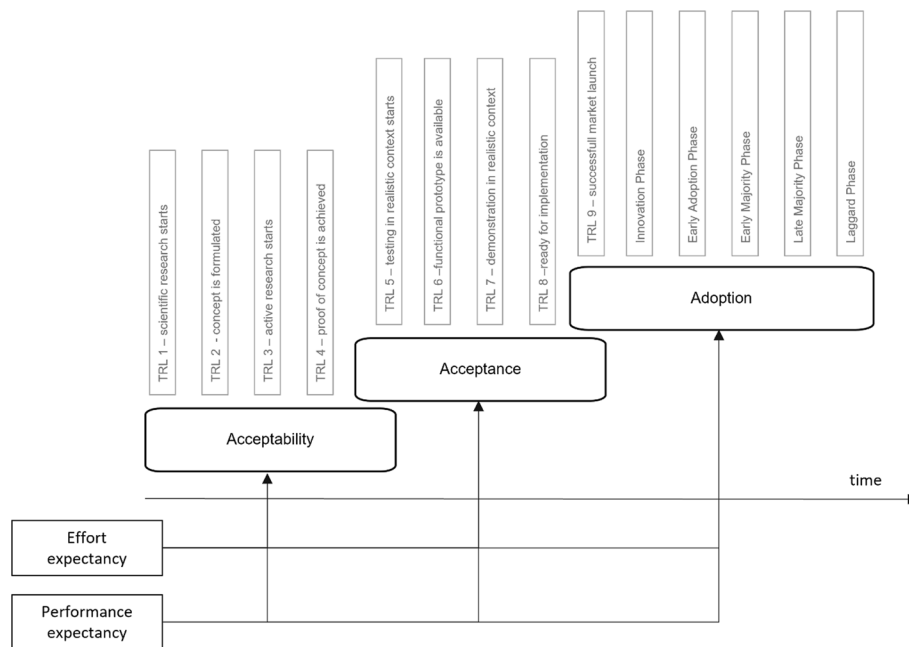 TRL 1 – scientific research starts
TRL 2 - concept is formulated
TRL 3 – active research starts
TRL 4 – proof of concept is achieved
TRL 5 – testing in realistic context starts
TRL 6 –functional prototype is available
TRL 7 – demonstration in realistic context
TRL 8 –ready for implementation
TRL 9 – successfull market launch
Innovation Phase
Early Adoption Phase
Early Majority Phase
Late Majority Phase
Laggard Phase
Adoption
Acceptance
Acceptability
time
Effort
expectancy
Performance
expectancy